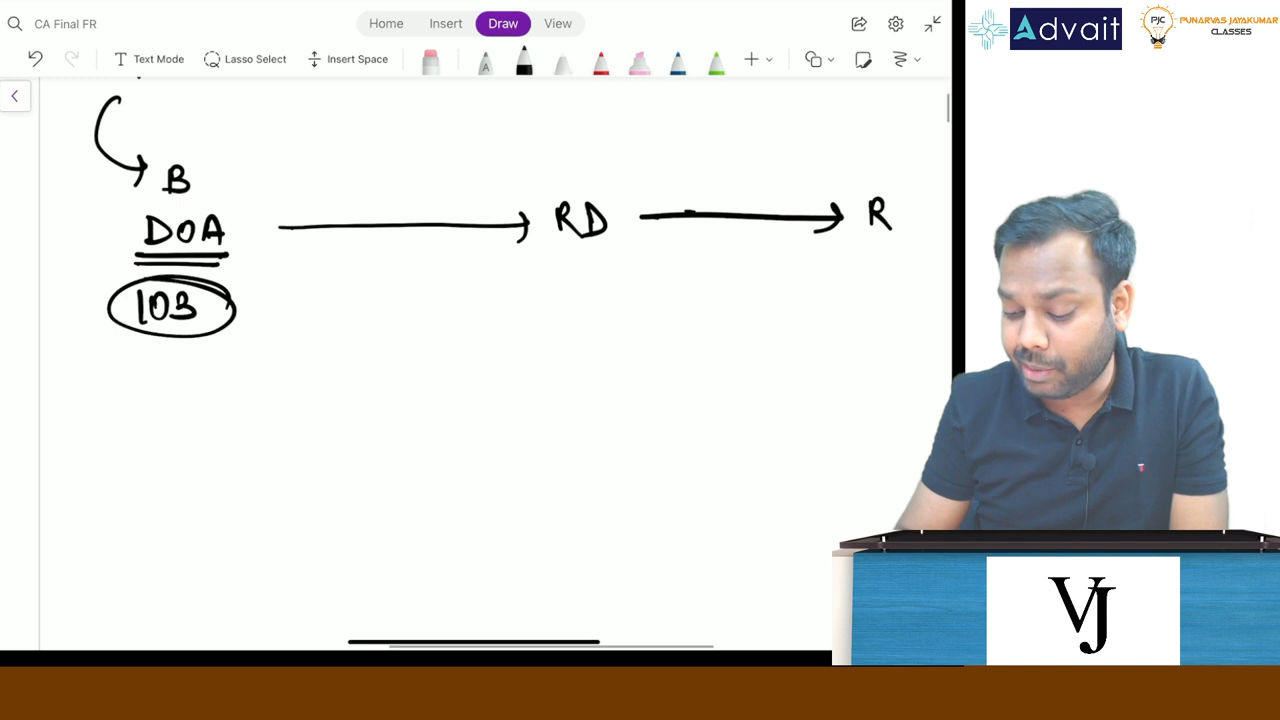 CA Final FR
Home Insert Draw View
Text Mode Lasso Select Insert Space
A
Advait
PJC
PUNARVAS JAYAKUMAR
CLASSES
B
DOA
RD
R
103
VJ